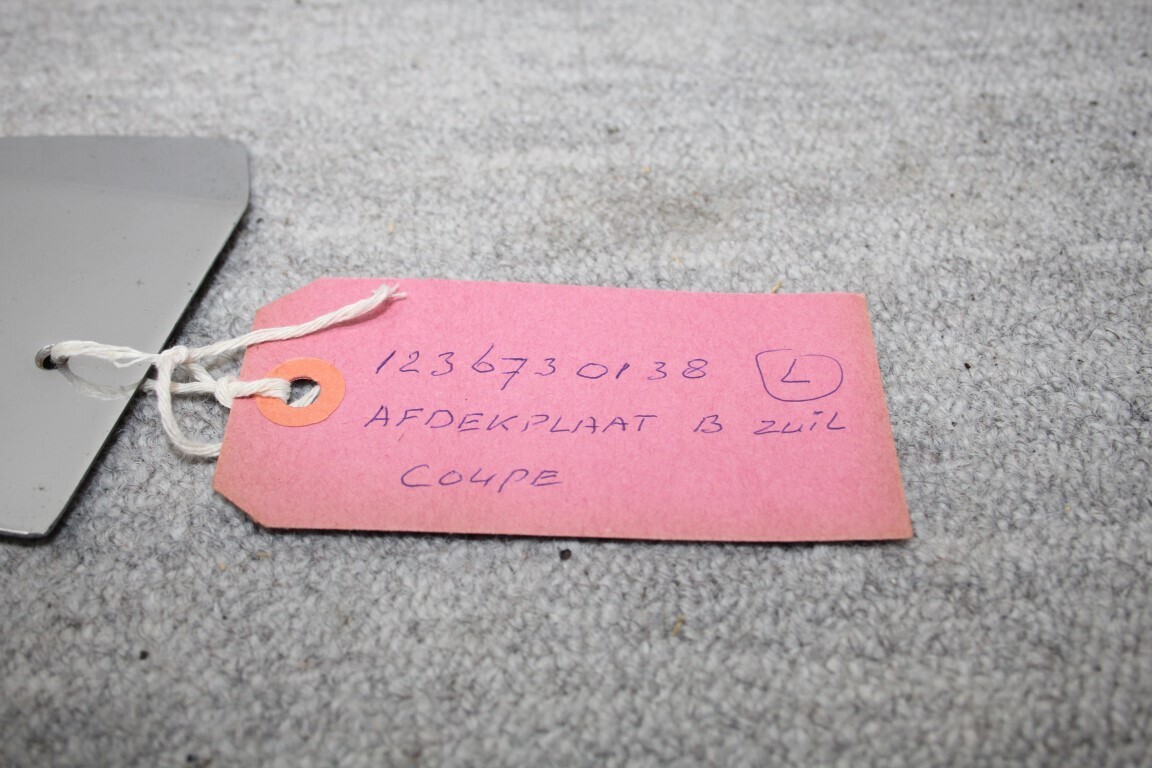 1236730138 L
AFDEKPLAAT B ZUIL
COUPE